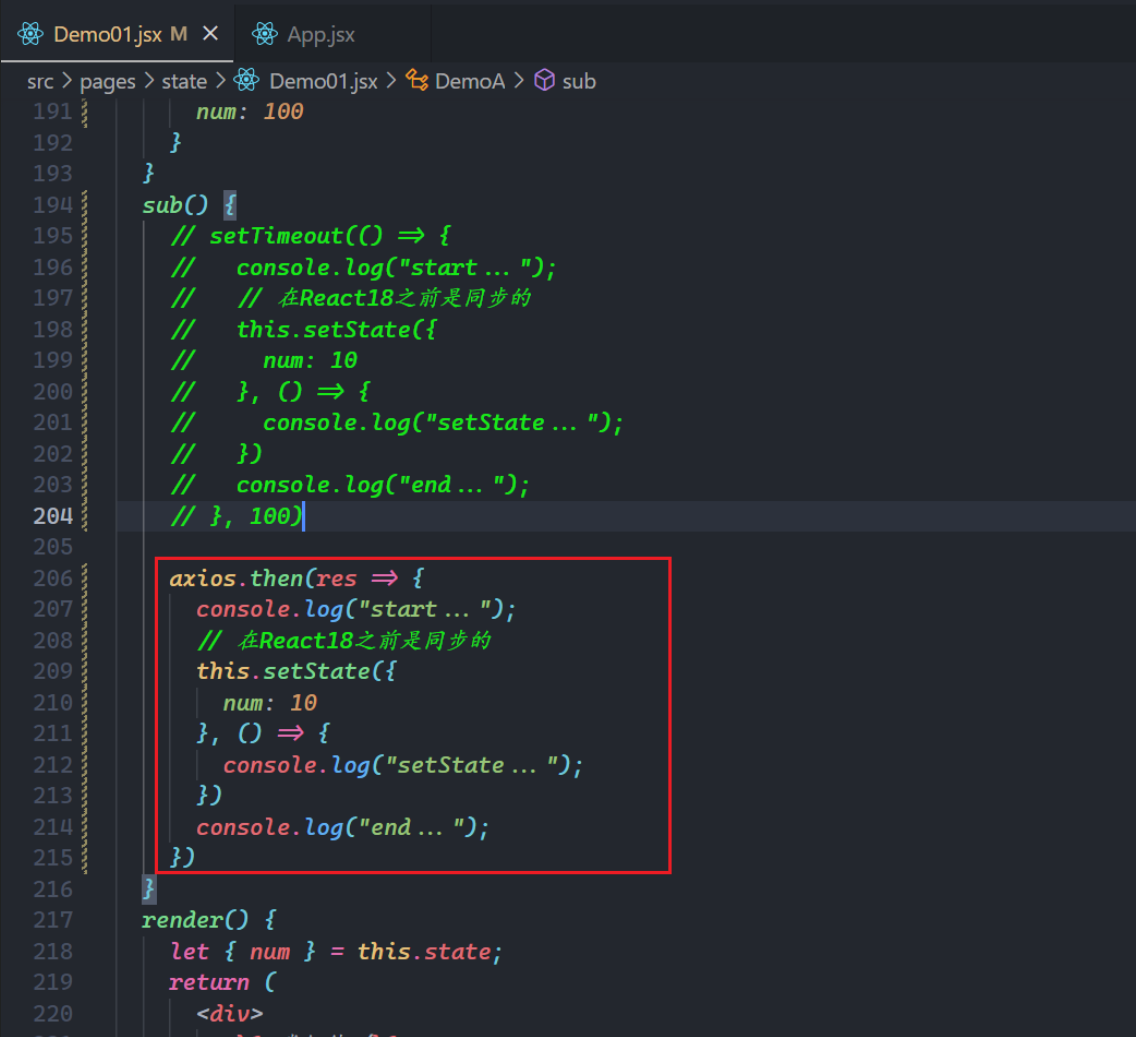 Demo01.jsx M ×
App.jsx
src > pages > state > Demo01.jsx > DemoA > sub
191 num: 100
192 }
193 }
194 sub() {
195 // setTimeout(() => {
196 // console.log("start...");
197 // // 在React18之前是同步的
198 // this.setState({
199 // num: 10
200 // }, () => {
201 // console.log("setState...");
202 // })
203 // console.log("end...");
204 // }, 100)
205
206 axios.then(res => {
207 console.log("start...");
208 // 在React18之前是同步的
209 this.setState({
210 num: 10
211 }, () => {
212 console.log("setState...");
213 })
214 console.log("end...");
215 })
216 }
217 render() {
218 let { num } = this.state;
219 return (
220 <div>